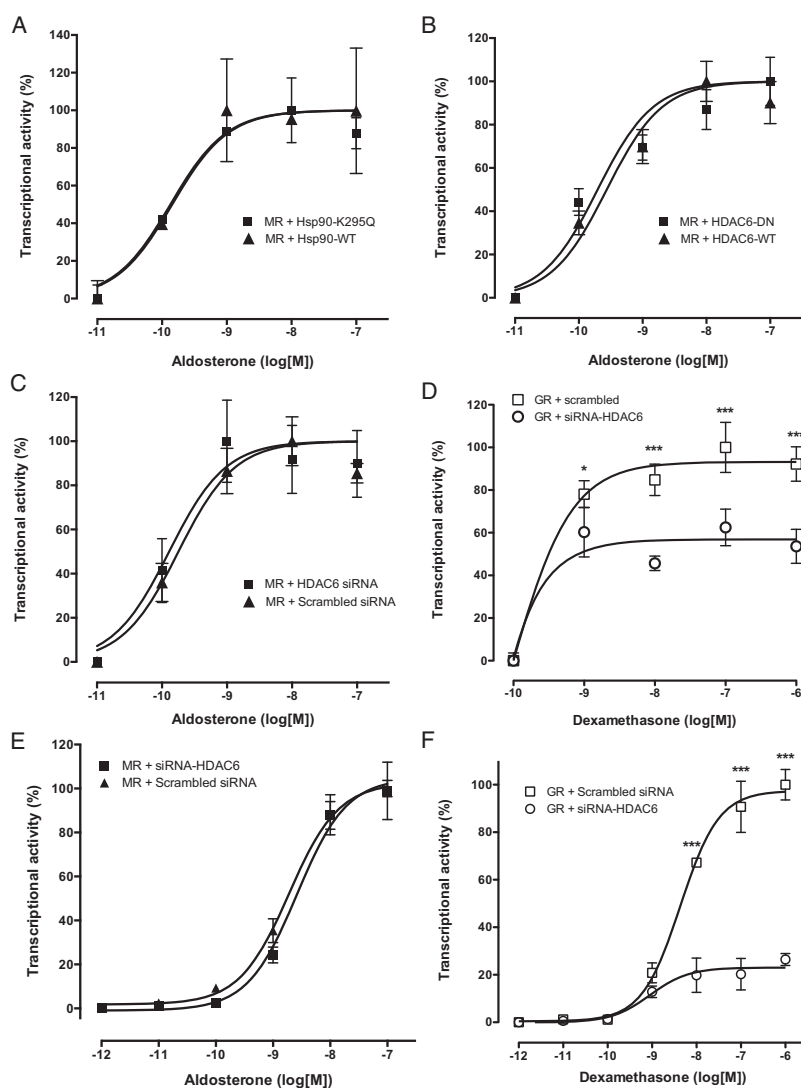 A
140
120
100
80
60
40
20
0
Transcriptional activity (%)
MR + Hsp90-K295Q
MR + Hsp90-WT
-11 -10 -9 -8 -7
Aldosterone (log[M])
B
120
100
80
60
40
20
0
Transcriptional activity (%)
MR + HDAC6-DN
MR + HDAC6-WT
-11 -10 -9 -8 -7
Aldosterone (log[M])
C
120
100
80
60
40
20
0
Transcriptional activity (%)
MR + HDAC6 siRNA
MR + Scrambled siRNA
-11 -10 -9 -8 -7
Aldosterone (log[M])
D
GR + scrambled
GR + siRNA-HDAC6
120
100
80
60
40
20
0
Transcriptional activity (%)
* *** *** ***
-10 -9 -8 -7 -6
Dexamethasone (log[M])
E
MR + siRNA-HDAC6
MR + Scrambled siRNA
120
100
80
60
40
20
0
Transcriptional activity (%)
-12 -11 -10 -9 -8 -7
Aldosterone (log[M])
F
GR + Scrambled siRNA
GR + siRNA-HDAC6
120
100
80
60
40
20
0
Transcriptional activity (%)
*** *** ***
-12 -11 -10 -9 -8 -7 -6
Dexamethasone (log[M])